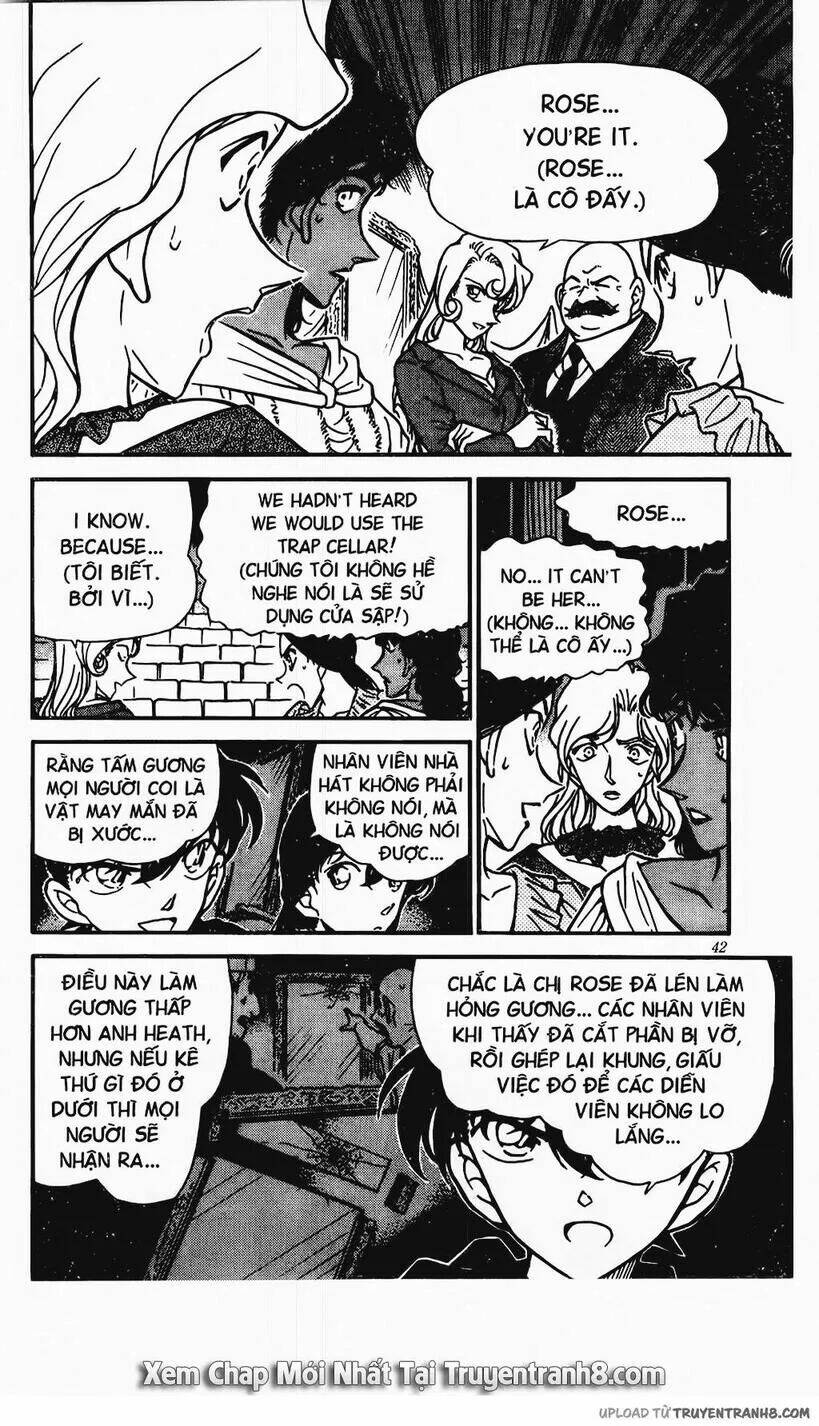 ROSE...
YOU'RE IT.
(ROSE...
LÀ CÔ ĐẤY.)
I KNOW.
BECAUSE...
(TÔI BIẾT.
BỞI VÌ...)
WE HADN'T HEARD
WE WOULD USE THE
TRAP CELLAR!
(CHÚNG TÔI KHÔNG HỀ
NGHE NÓI LÀ SẼ SỬ
DỤNG CỬA SẬP!)
ROSE...
NO... IT CAN'T
BE HER...
(KHÔNG... KHÔNG
THỂ LÀ CÔ ẤY...)
RẰNG TẤM GƯƠNG
MỌI NGƯỜI COI LÀ
VẬT MAY MẮN ĐÃ
BỊ XƯỚC...
NHÂN VIÊN NHÀ
HÁT KHÔNG PHẢI
KHÔNG NÓI, MÀ
LÀ KHÔNG NÓI
ĐƯỢC...
42
ĐIỀU NÀY LÀM
GƯƠNG THẤP
HƠN ANH HEATH,
NHƯNG NẾU KÊ
THỨ GÌ ĐÓ Ở
DƯỚI THÌ MỌI
NGƯỜI SẼ
NHẬN RA...
CHẮC LÀ CHỊ ROSE ĐÃ LÉN LÀM
HỎNG GƯƠNG... CÁC NHÂN VIÊN
KHI THẤY ĐÃ CẮT PHẦN BỊ VỠ,
RỒI GHÉP LẠI KHUNG, GIẤU
VIỆC ĐÓ ĐỂ CÁC DIỄN
VIÊN KHÔNG LO
LẮNG...
Xem Chap Mới Nhất Tại Truyentranh8.com
UPLOAD TỪ TRUYENTRANH8.COM